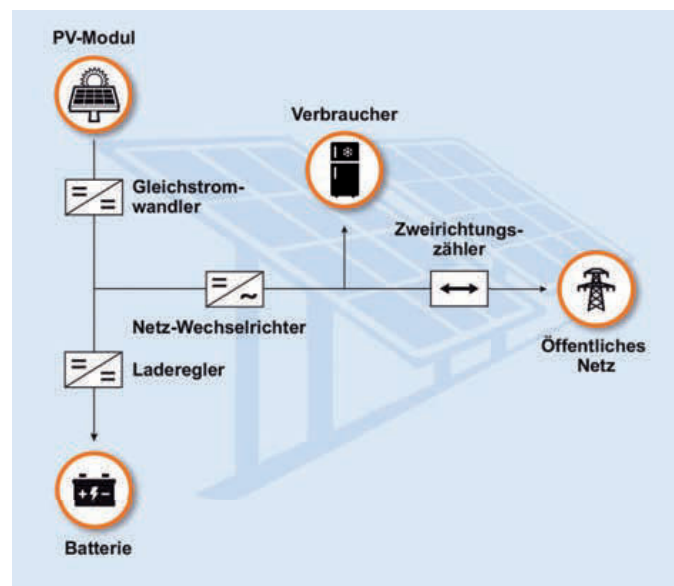 PV-Modul
Verbraucher
Gleichstrom-
wandler
Zweirichtungs-
zähler
Netz-Wechselrichter
Öffentliches
Netz
Laderegler
Batterie